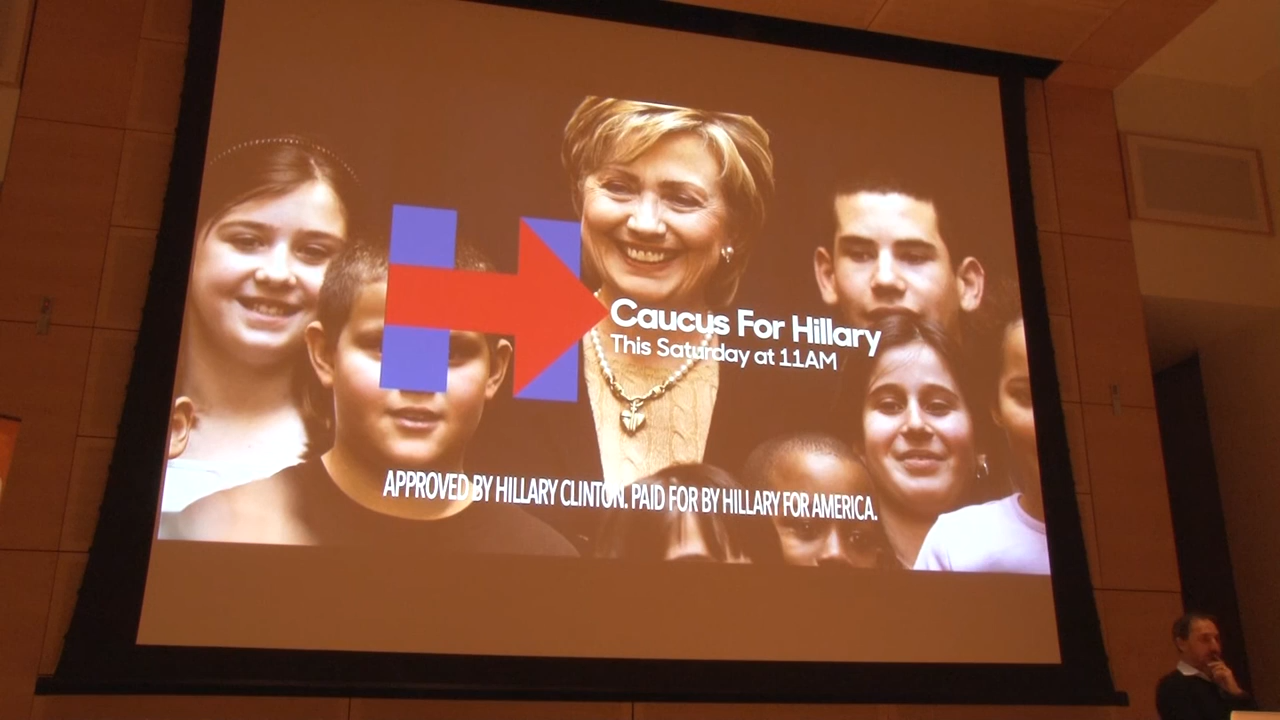 Caucus For Hillary
This Saturday at 11AM
APPROVED BY HILLARY CLINTON. PAID FOR BY HILLARY FOR AMERICA.